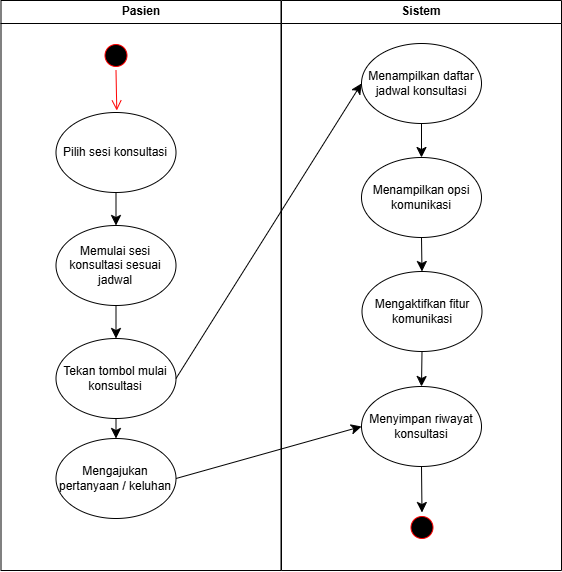 Pasien
Sistem
Pilih sesi konsultasi
Memulai sesi
konsultasi sesuai
jadwal
Tekan tombol mulai
konsultasi
Mengajukan
pertanyaan / keluhan
Menampilkan daftar
jadwal konsultasi
Menampilkan opsi
komunikasi
Mengaktifkan fitur
komunikasi
Menyimpan riwayat
konsultasi